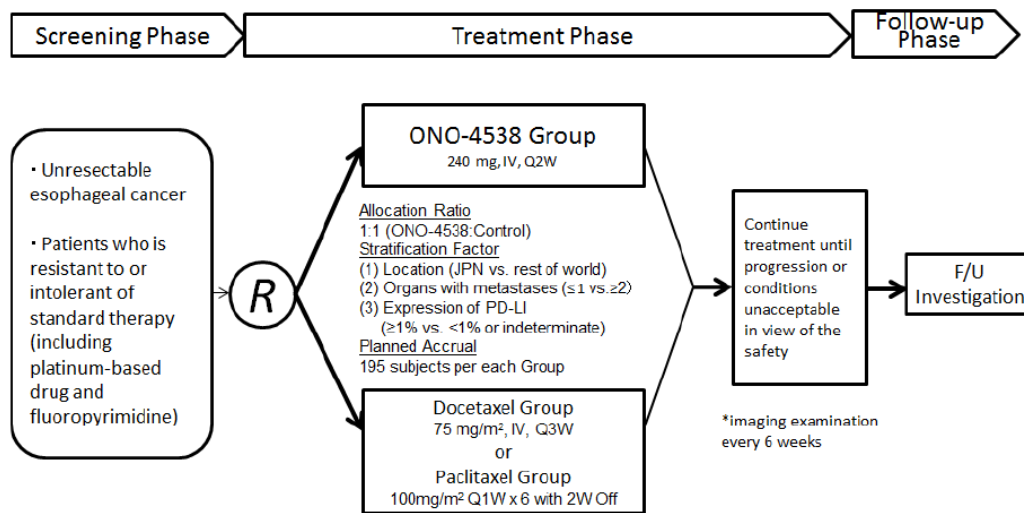 Screening Phase
Treatment Phase
Follow-up
Phase
・Unresectable
esophageal cancer
・Patients who is
resistant to or
intolerant of
standard therapy
(including
platinum-based
drug and
fluoropyrimidine)
R
ONO-4538 Group
240 mg, IV, Q2W
Allocation Ratio
1:1 (ONO-4538:Control)
Stratification Factor
(1) Location (JPN vs. rest of world)
(2) Organs with metastases (≤1 vs.≥2)
(3) Expression of PD-LI
(≥1% vs. <1% or indeterminate)
Planned Accrual
195 subjects per each Group
Docetaxel Group
75 mg/m², IV, Q3W
or
Paclitaxel Group
100mg/m² Q1W x 6 with 2W Off
Continue
treatment until
progression or
conditions
unacceptable
in view of the
safety
*imaging examination
every 6 weeks
F/U
Investigation